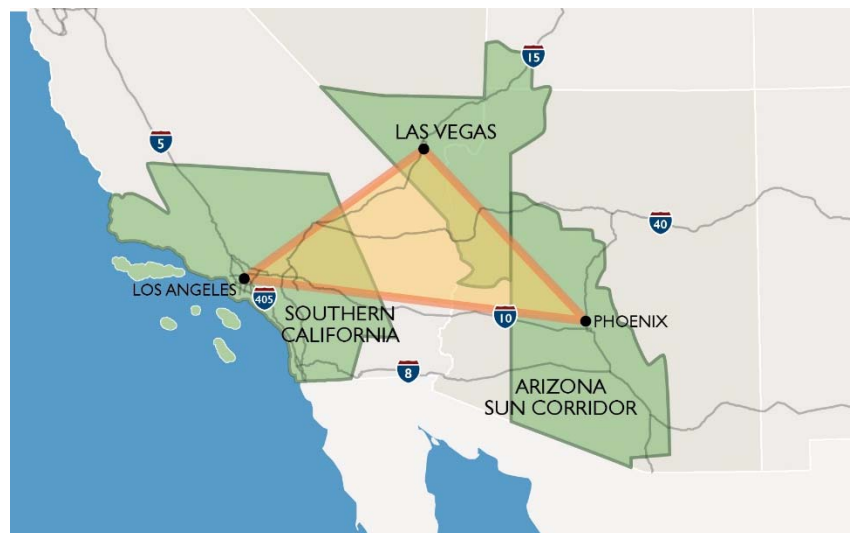 15
LAS VEGAS
5
40
LOS ANGELES
405
SOUTHERN
CALIFORNIA
10
PHOENIX
8
ARIZONA
SUN CORRIDOR